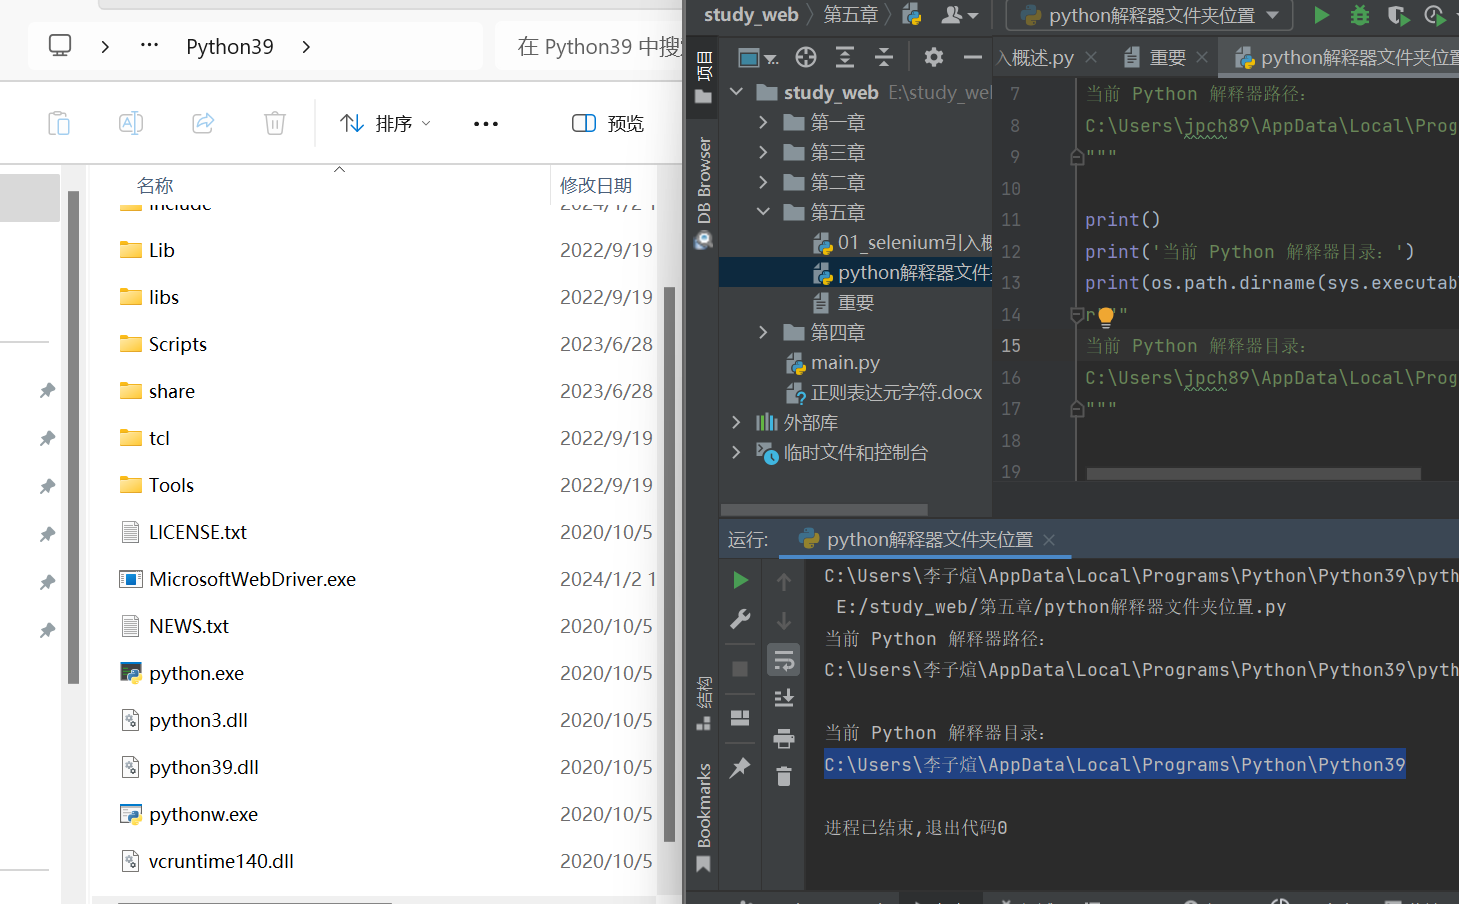 Python39
在 Python39 中搜
排序
预览
名称
修改日期
include 2024/1/2 1
Lib 2022/9/19
libs 2022/9/19
Scripts 2023/6/28
share 2023/6/28
tcl 2022/9/19
Tools 2022/9/19
LICENSE.txt 2020/10/5
MicrosoftWebDriver.exe 2024/1/2 1
NEWS.txt 2020/10/5
python.exe 2020/10/5
python3.dll 2020/10/5
python39.dll 2020/10/5
pythonw.exe 2020/10/5
vcruntime140.dll 2020/10/5
study_web 第五章
python解释器文件夹位置
项目
DB Browser
结构
Bookmarks
study_web E:\study_we
第一章
第三章
第二章
第五章
01_selenium引入概
python解释器文件
重要
第四章
main.py
正则表达元字符.docx
外部库
临时文件和控制台
入概述.py
重要
python解释器文件夹位置
7 当前 Python 解释器路径：
8 C:\Users\jpch89\AppData\Local\Prog
9 """
10
11 print()
12 print('当前 Python 解释器目录：')
13 print(os.path.dirname(sys.executab
14 r"""
15 当前 Python 解释器目录：
16 C:\Users\jpch89\AppData\Local\Prog
17 """
18
19
运行:
python解释器文件夹位置
C:\Users\李子煊\AppData\Local\Programs\Python\Python39\pyth
E:/study_web/第五章/python解释器文件夹位置.py
当前 Python 解释器路径：
C:\Users\李子煊\AppData\Local\Programs\Python\Python39\pyth
当前 Python 解释器目录：
C:\Users\李子煊\AppData\Local\Programs\Python\Python39
进程已结束,退出代码0